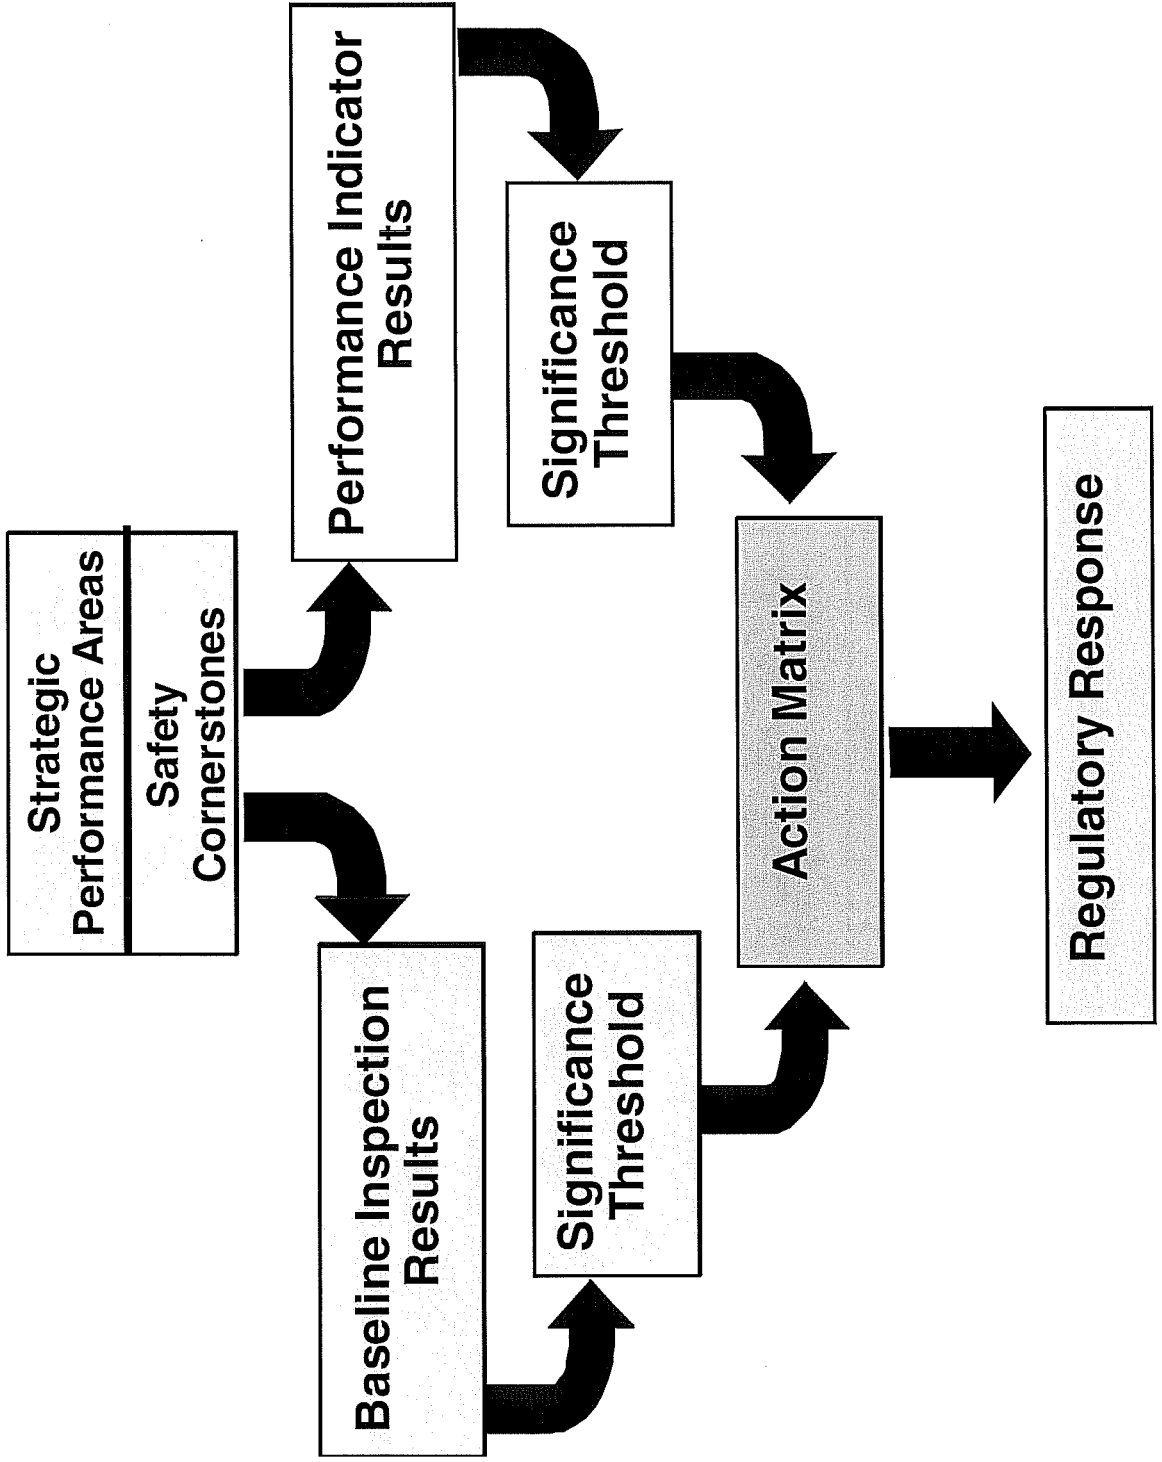 Strategic
Performance Areas
Safety
Cornerstones
Baseline Inspection
Results
Performance Indicator
Results
Significance
Threshold
Significance
Threshold
Action Matrix
Regulatory Response